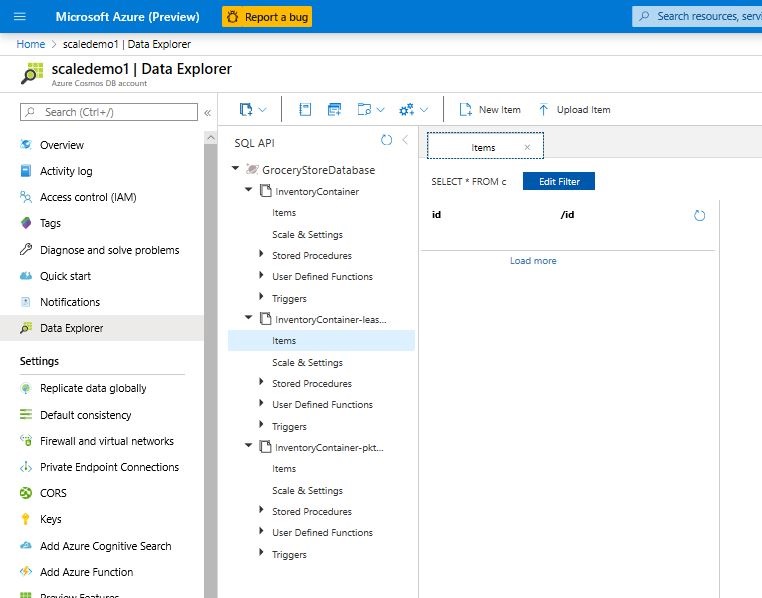 Microsoft Azure (Preview)
Report a bug
Search resources, servi
Home > scaledemo1 | Data Explorer
scaledemo1 | Data Explorer
Azure Cosmos DB account
Search (Ctrl+/)
«
New Item
Upload Item
Overview
Activity log
Access control (IAM)
Tags
Diagnose and solve problems
Quick start
Notifications
Data Explorer
Settings
Replicate data globally
Default consistency
Firewall and virtual networks
Private Endpoint Connections
CORS
Keys
Add Azure Cognitive Search
Add Azure Function
Preview Features
SQL API
GroceryStoreDatabase
InventoryContainer
Items
Scale & Settings
Stored Procedures
User Defined Functions
Triggers
InventoryContainer-leas...
Items
Scale & Settings
Stored Procedures
User Defined Functions
Triggers
InventoryContainer-pkt...
Items
Scale & Settings
Stored Procedures
User Defined Functions
Triggers
Items ×
SELECT * FROM c
Edit Filter
id /id
Load more